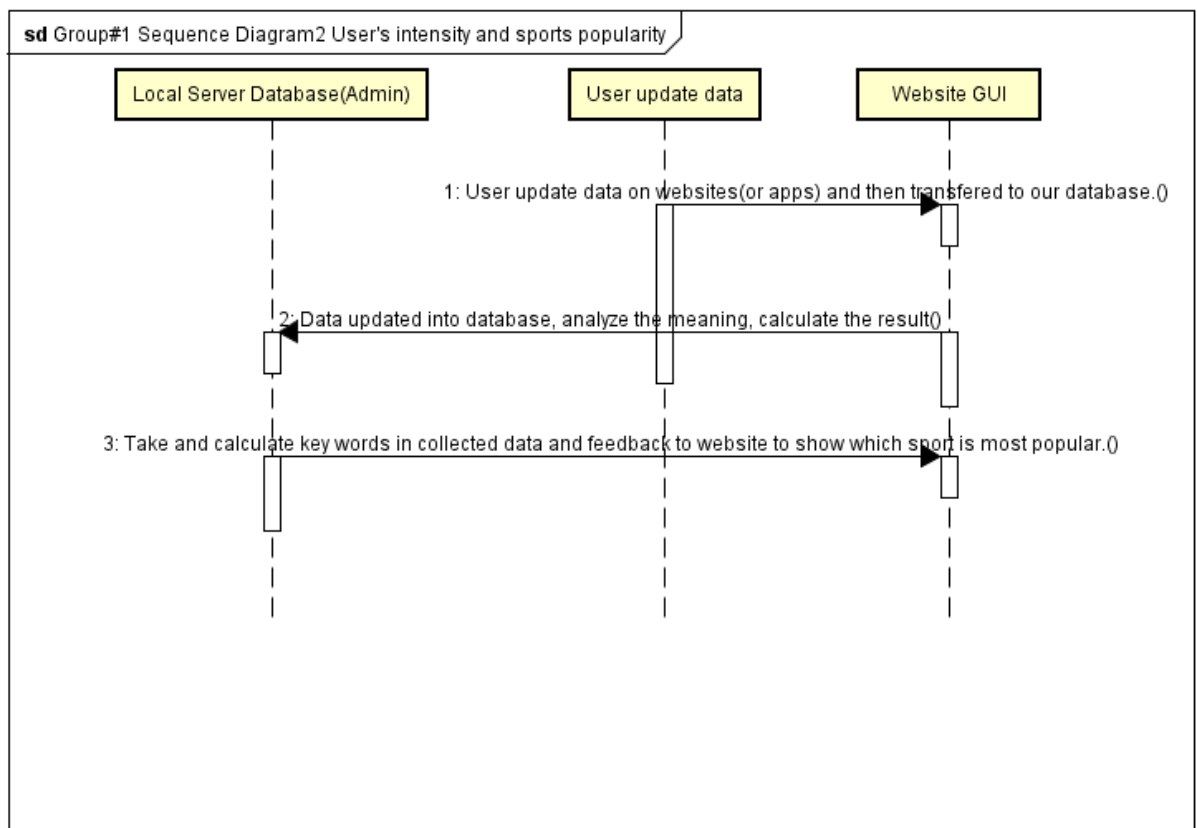 sd Group#1 Sequence Diagram2 User's intensity and sports popularity
Local Server Database(Admin)
User update data
Website GUI
1: User update data on websites(or apps) and then transfered to our database.()
2: Data updated into database, analyze the meaning, calculate the result()
3: Take and calculate key words in collected data and feedback to website to show which sport is most popular.()